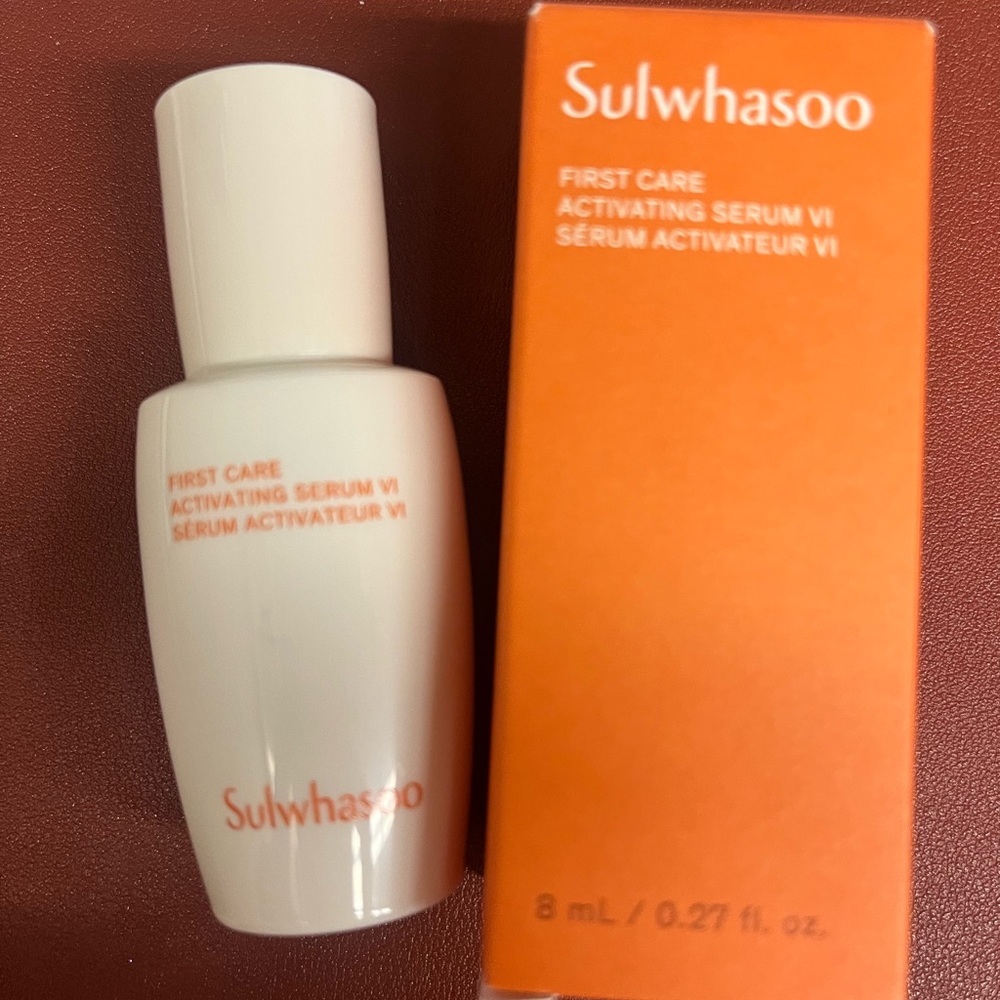 FIRST CARE
ACTIVATING SERUM VI
SÉRUM ACTIVATEUR VI
Sulwhasoo
Sulwhasoo
FIRST CARE
ACTIVATING SERUM VI
SÉRUM ACTIVATEUR VI
8 mL / 0.27 fl. oz.